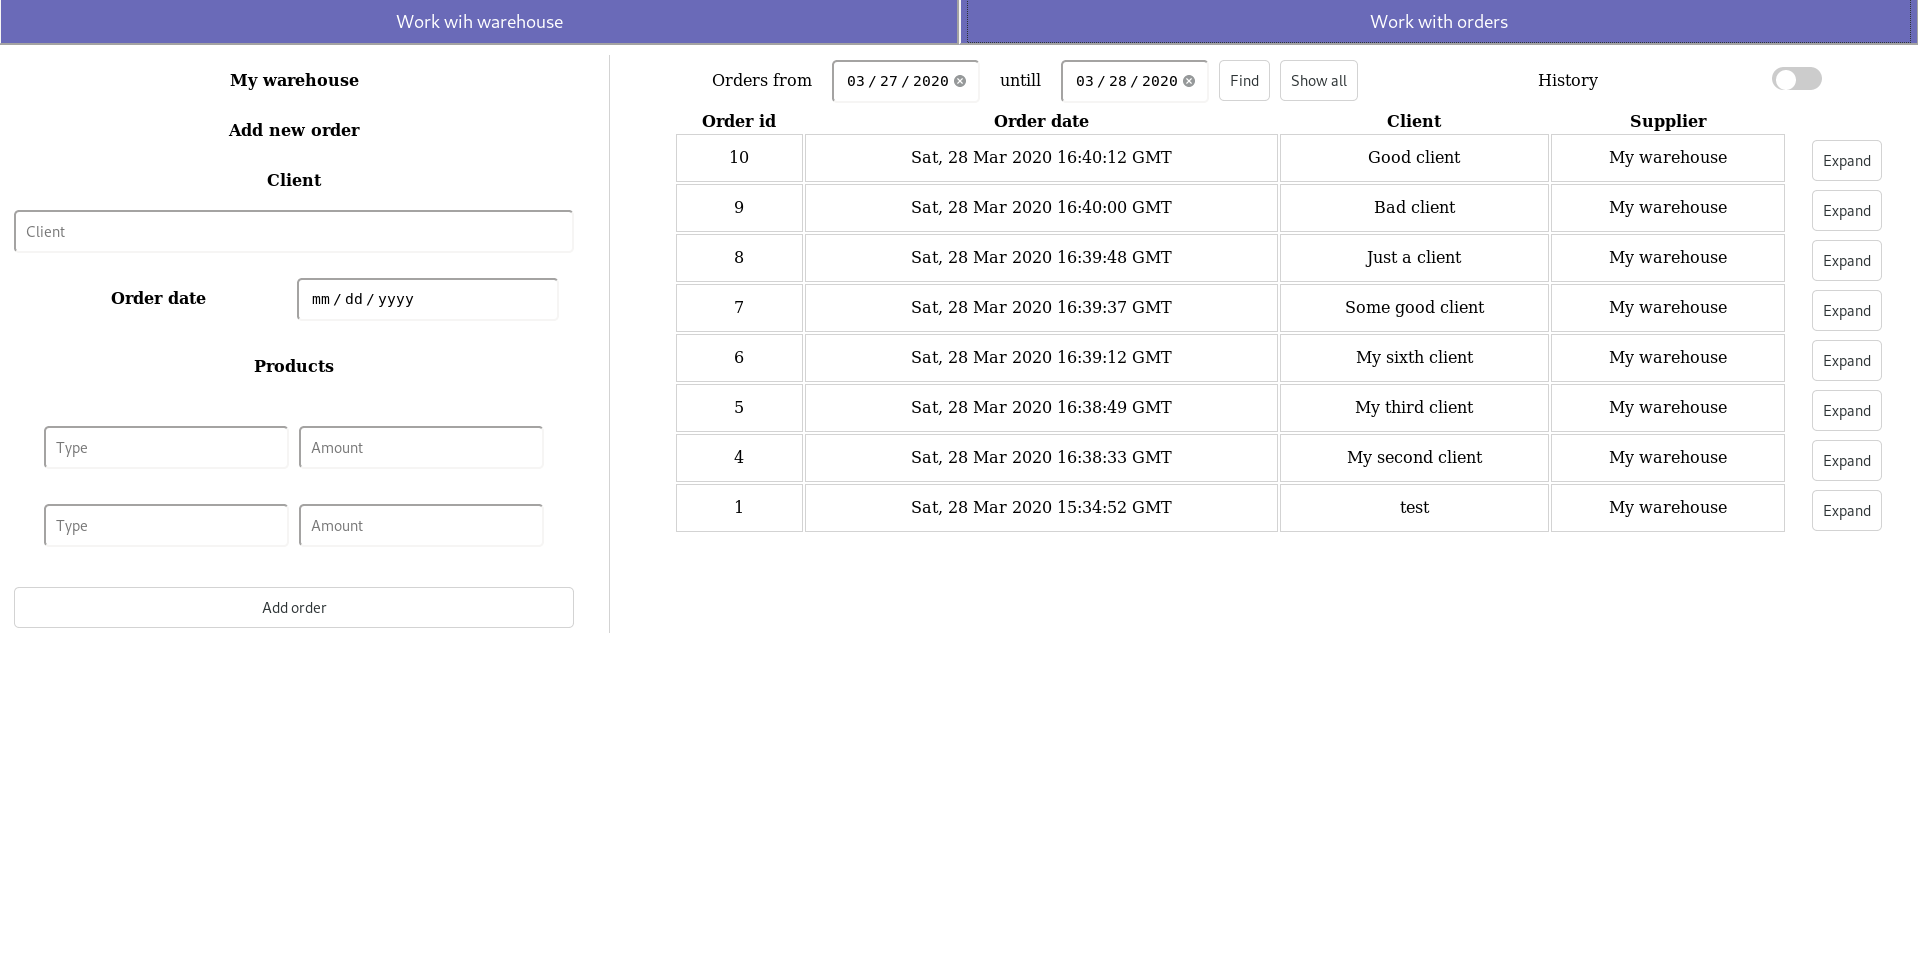 Work wih warehouse
Work with orders
My warehouse
Add new order
Client
Client
Order date mm / dd / yyyy
Products
Type Amount
Type Amount
Add order
Orders from 03 / 27 / 2020 untill 03 / 28 / 2020 Find Show all History
Order id Order date Client Supplier
10 Sat, 28 Mar 2020 16:40:12 GMT Good client My warehouse Expand
9 Sat, 28 Mar 2020 16:40:00 GMT Bad client My warehouse Expand
8 Sat, 28 Mar 2020 16:39:48 GMT Just a client My warehouse Expand
7 Sat, 28 Mar 2020 16:39:37 GMT Some good client My warehouse Expand
6 Sat, 28 Mar 2020 16:39:12 GMT My sixth client My warehouse Expand
5 Sat, 28 Mar 2020 16:38:49 GMT My third client My warehouse Expand
4 Sat, 28 Mar 2020 16:38:33 GMT My second client My warehouse Expand
1 Sat, 28 Mar 2020 15:34:52 GMT test My warehouse Expand